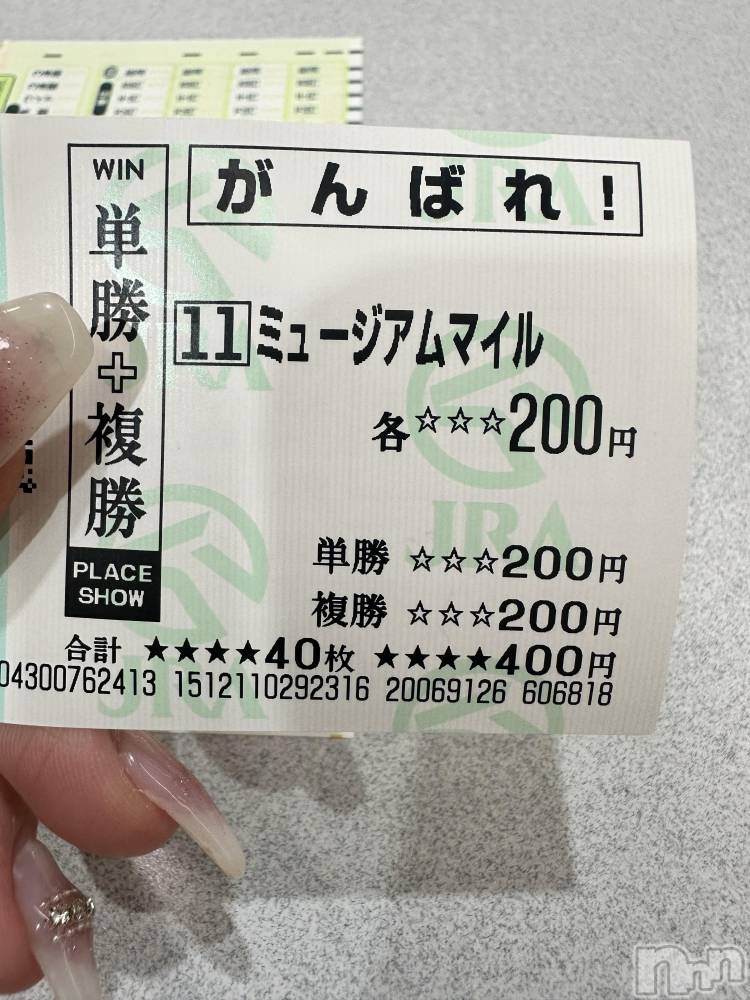 WIN
単勝+複勝
PLACE
SHOW
がんばれ!
11 ミュージアムマイル
各☆☆☆200円
単勝 ☆☆☆200円
複勝 ☆☆☆200円
合計 ★★★★40枚 ★★★★400円
04300762413 1512110292316 20069126 606818
JRA
nnn